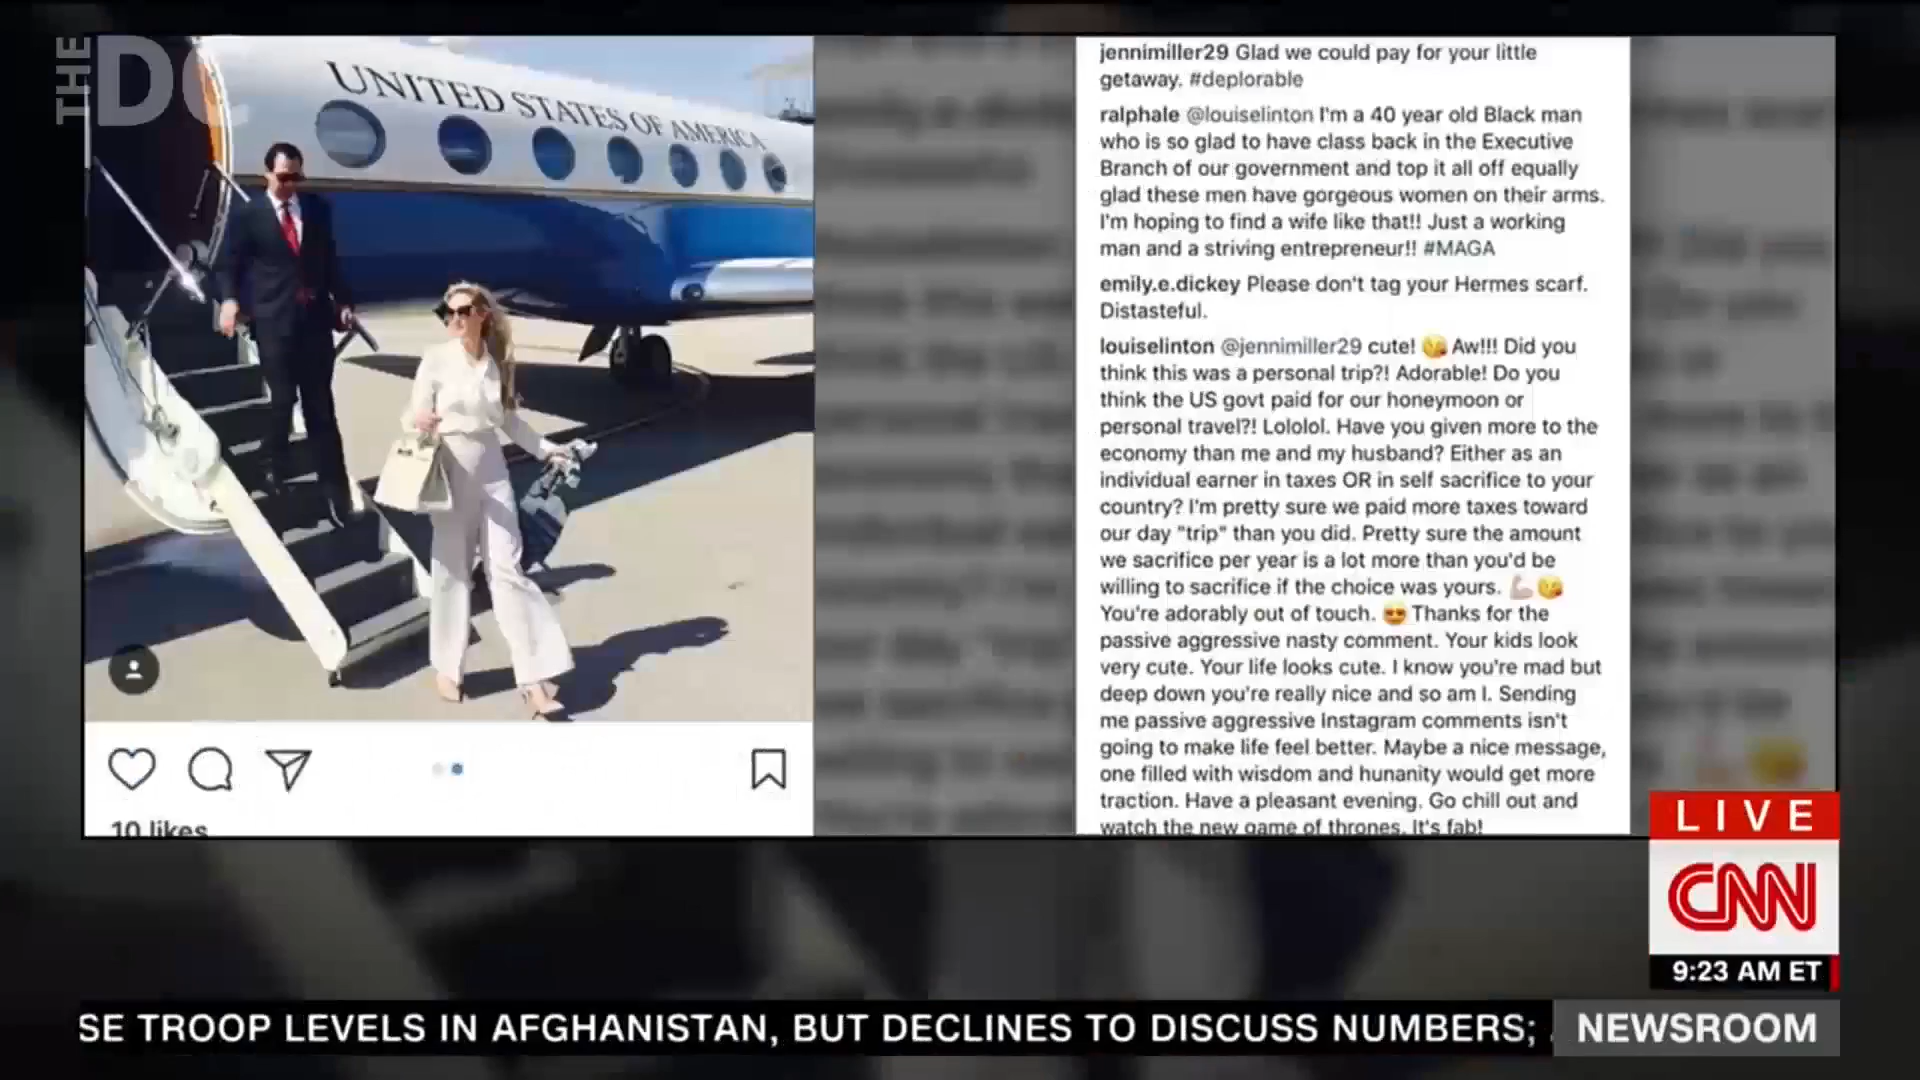 THE DC
UNITED STATES OF AMERICA
10 likes
jennimiller29 Glad we could pay for your little
getaway. #deplorable
ralphale @louiselinton I'm a 40 year old Black man
who is so glad to have class back in the Executive
Branch of our government and top it all off equally
glad these men have gorgeous women on their arms.
I'm hoping to find a wife like that!! Just a working
man and a striving entrepreneur!! #MAGA
emily.e.dickey Please don't tag your Hermes scarf.
Distasteful.
louiselinton @jennimiller29 cute! 😘 Aw!!! Did you
think this was a personal trip?! Adorable! Do you
think the US govt paid for our honeymoon or
personal travel?! Lololol. Have you given more to the
economy than me and my husband? Either as an
individual earner in taxes OR in self sacrifice to your
country? I'm pretty sure we paid more taxes toward
our day "trip" than you did. Pretty sure the amount
we sacrifice per year is a lot more than you'd be
willing to sacrifice if the choice was yours. 💪🏼😘
You're adorably out of touch. 😍 Thanks for the
passive aggressive nasty comment. Your kids look
very cute. Your life looks cute. I know you're mad but
deep down you're really nice and so am I. Sending
me passive aggressive Instagram comments isn't
going to make life feel better. Maybe a nice message,
one filled with wisdom and hunanity would get more
traction. Have a pleasant evening. Go chill out and
watch the new game of thrones. It's fab!
LIVE
CNN
9:23 AM ET
SE TROOP LEVELS IN AFGHANISTAN, BUT DECLINES TO DISCUSS NUMBERS;
NEWSROOM